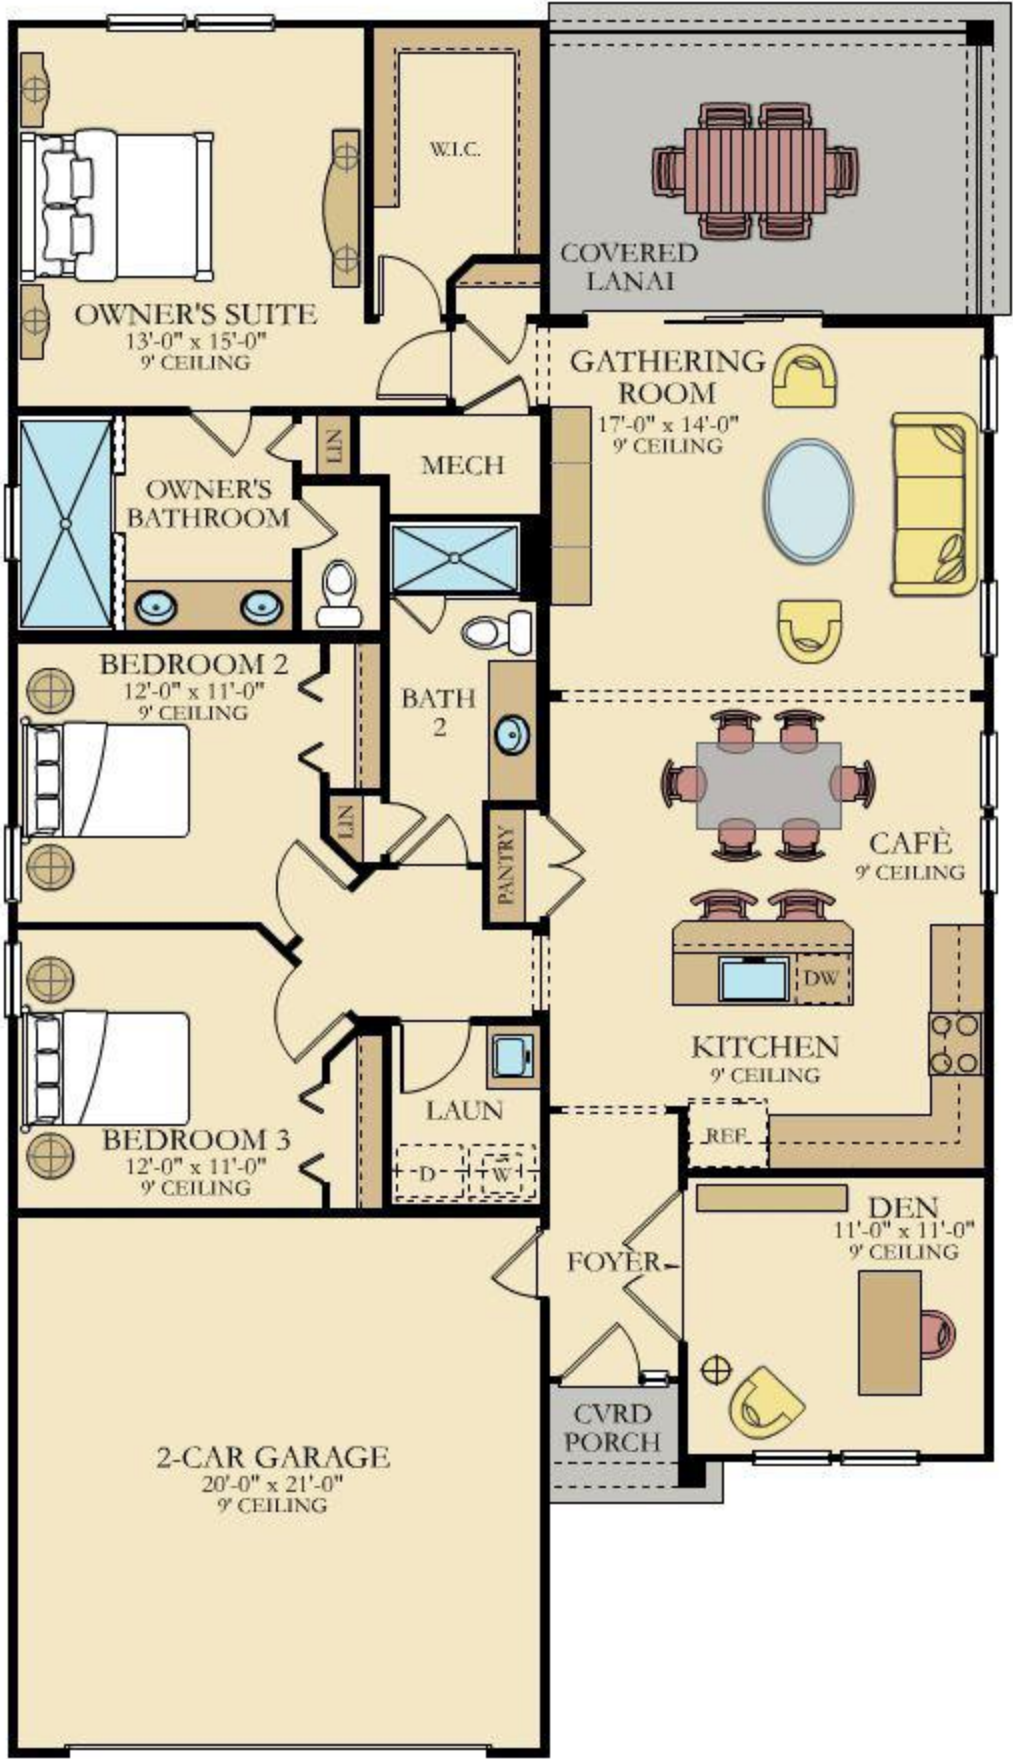 W.I.C.
COVERED
LANAI
OWNER'S SUITE
13'-0" x 15'-0"
9' CEILING
GATHERING
ROOM
17'-0" x 14'-0"
9' CEILING
LIN
MECH
OWNER'S
BATHROOM
BEDROOM 2
12'-0" x 11'-0"
9' CEILING
BATH
2
LIN
PANTRY
CAFÈ
9' CEILING
DW
KITCHEN
9' CEILING
LAUN
REF.
BEDROOM 3
12'-0" x 11'-0"
9' CEILING
D
W
DEN
11'-0" x 11'-0"
9' CEILING
FOYER
CVRD
PORCH
2-CAR GARAGE
20'-0" x 21'-0"
9' CEILING